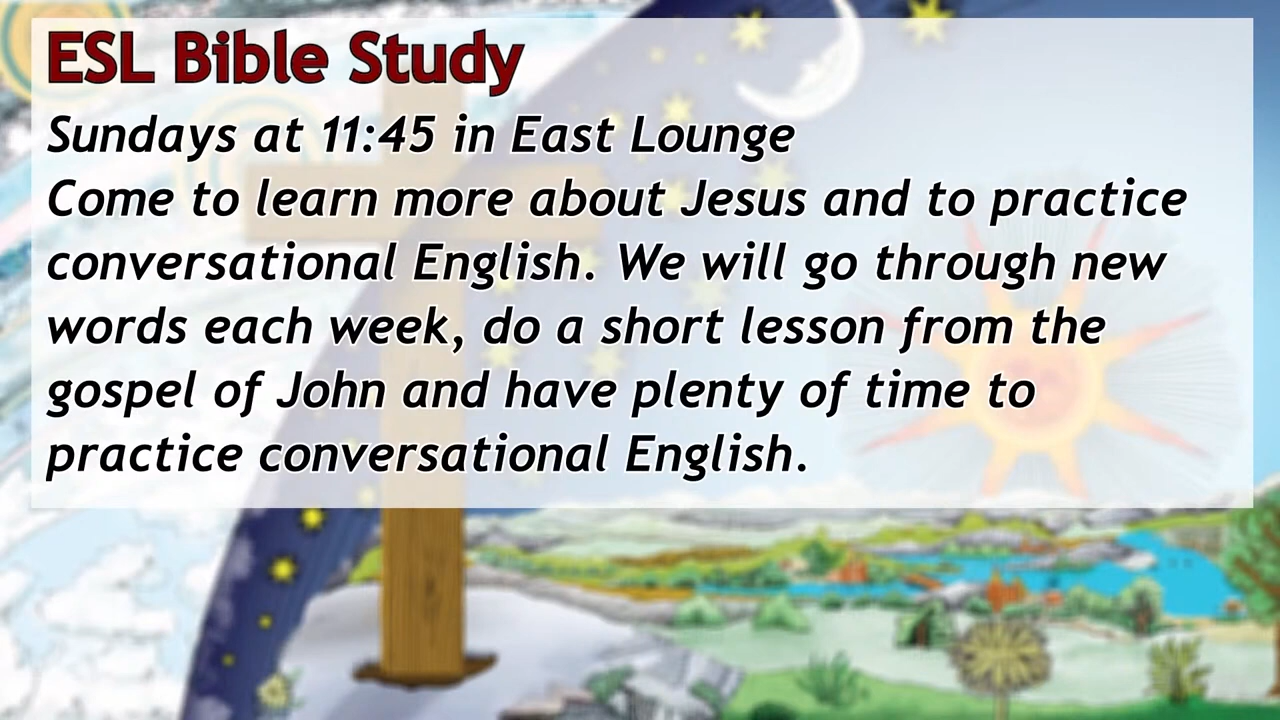 ESL Bible Study
Sundays at 11:45 in East Lounge
Come to learn more about Jesus and to practice
conversational English. We will go through new
words each week, do a short lesson from the
gospel of John and have plenty of time to
practice conversational English.